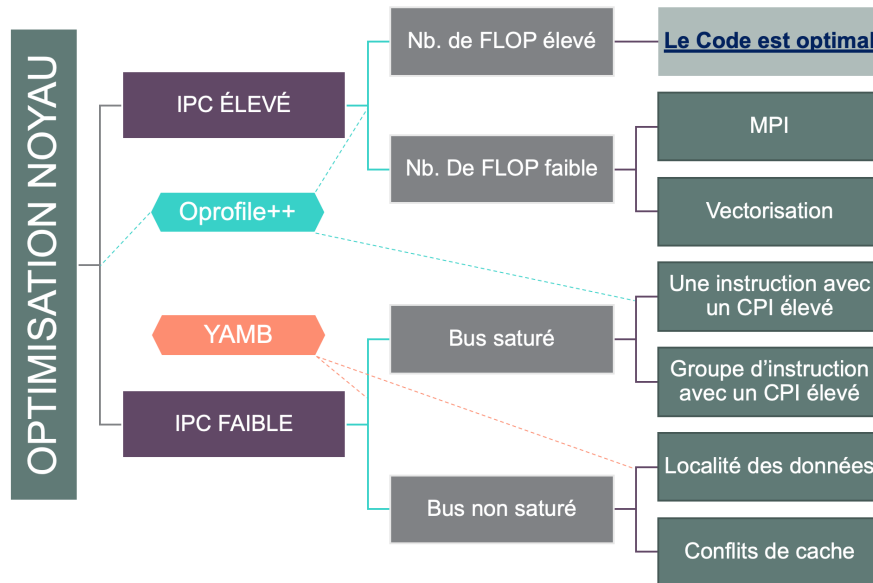 OPTIMISATION NOYAU
IPC ÉLEVÉ
Nb. de FLOP élevé
Le Code est optimal
Nb. De FLOP faible
MPI
Vectorisation
Oprofile++
YAMB
IPC FAIBLE
Bus saturé
Une instruction avec
un CPI élevé
Groupe d'instruction
avec un CPI élevé
Bus non saturé
Localité des données
Conflits de cache